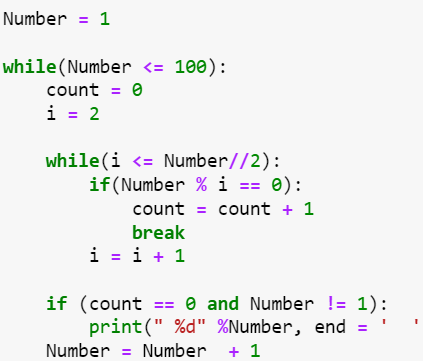 Number = 1
while(Number <= 100):
    count = 0
    i = 2
    while(i <= Number//2):
        if(Number % i == 0):
            count = count + 1
            break
        i = i + 1
    if (count == 0 and Number != 1):
        print(" %d" %Number, end = '  '
    Number = Number  + 1